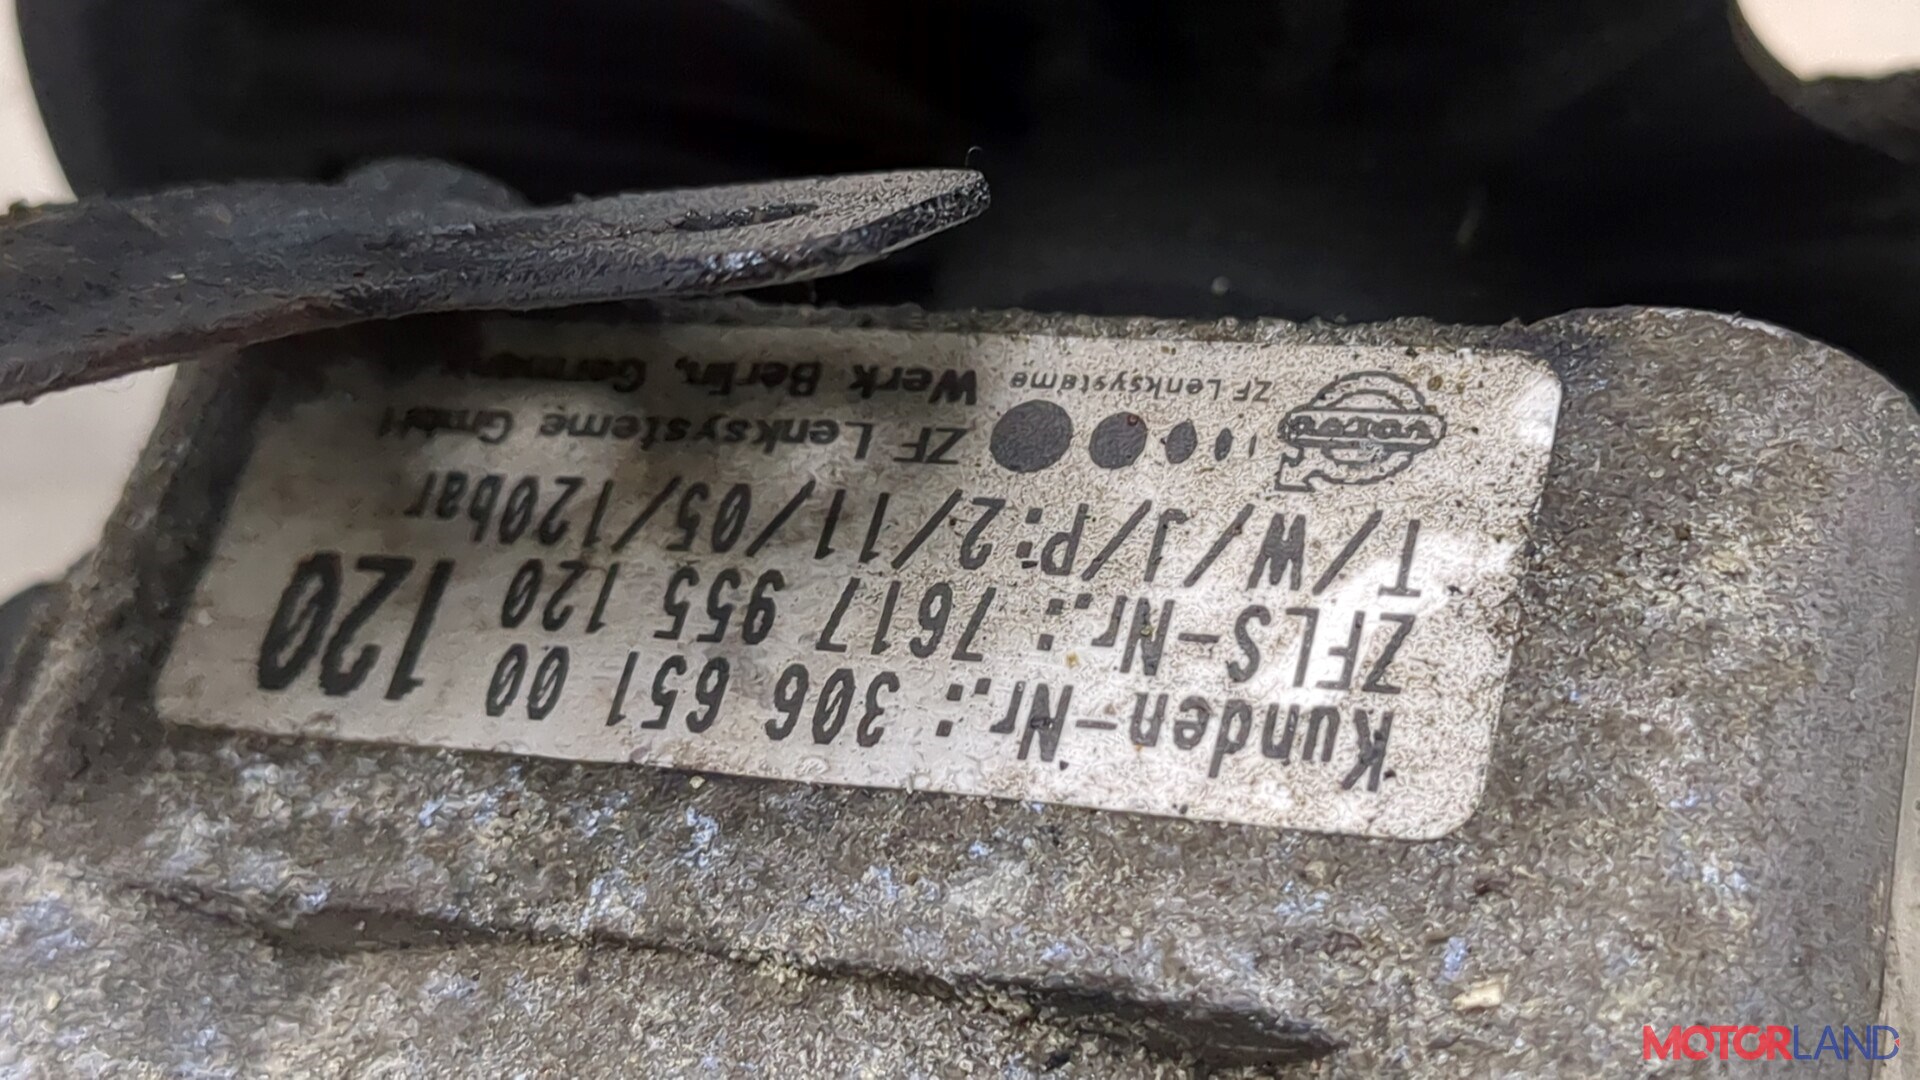 Kunden-Nr.: 306 651 00 120
ZFLS-Nr.: 7617 955 120
T/W/J/P:2/11/05/120bar
VOLVO
ZF Lenksysteme
ZF Lenksysteme GmbH
Werk Berlin, Germany
MOTORLAND